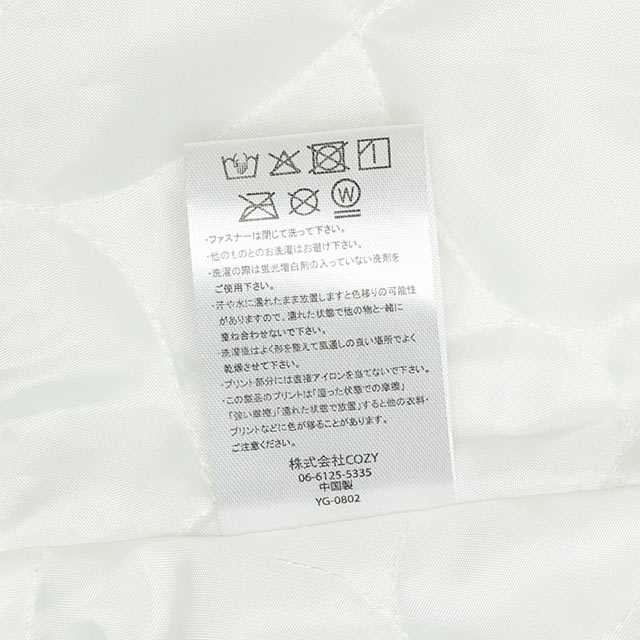 W
・ファスナーは閉じて洗って下さい。
・他のものとのお洗濯はお避け下さい。
・洗濯の際は蛍光増白剤の入っていない洗剤を
ご使用下さい。
・汗や水に濡れたまま放置しますと色移りの可能性
がありますので、濡れた状態で他の物と一緒に
重ね合わせないで下さい。
・洗濯後はよく形を整えて風通しの良い場所でよく
乾燥させて下さい。
・プリント部分には直接アイロンを当てないで下さい。
・この製品のプリントは「湿った状態での摩擦」
「強い摩擦」「濡れた状態で放置」すると他の衣料・
プリントなどに色が移ることがあります。
ご注意ください。
株式会社COZY
06-6125-5335
中国製
YG-0802